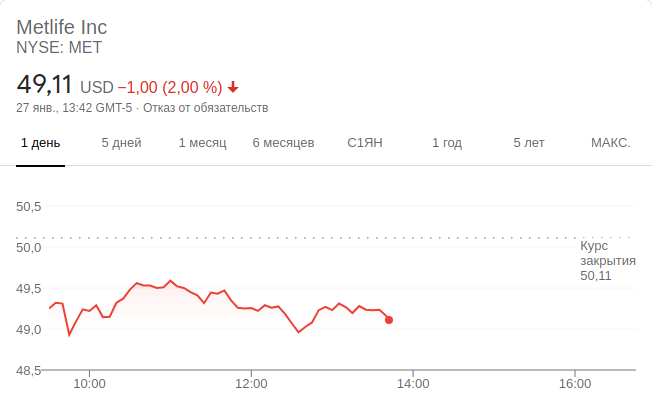 Metlife Inc
NYSE: MET
49,11 USD −1,00 (2,00 %)
27 янв., 13:42 GMT-5 · Отказ от обязательств
1 день 5 дней 1 месяц 6 месяцев С1ЯН 1 год 5 лет МАКС.
50,5
50,0
Курс
закрытия
50,11
49,5
49,0
48,5
10:00 12:00 14:00 16:00